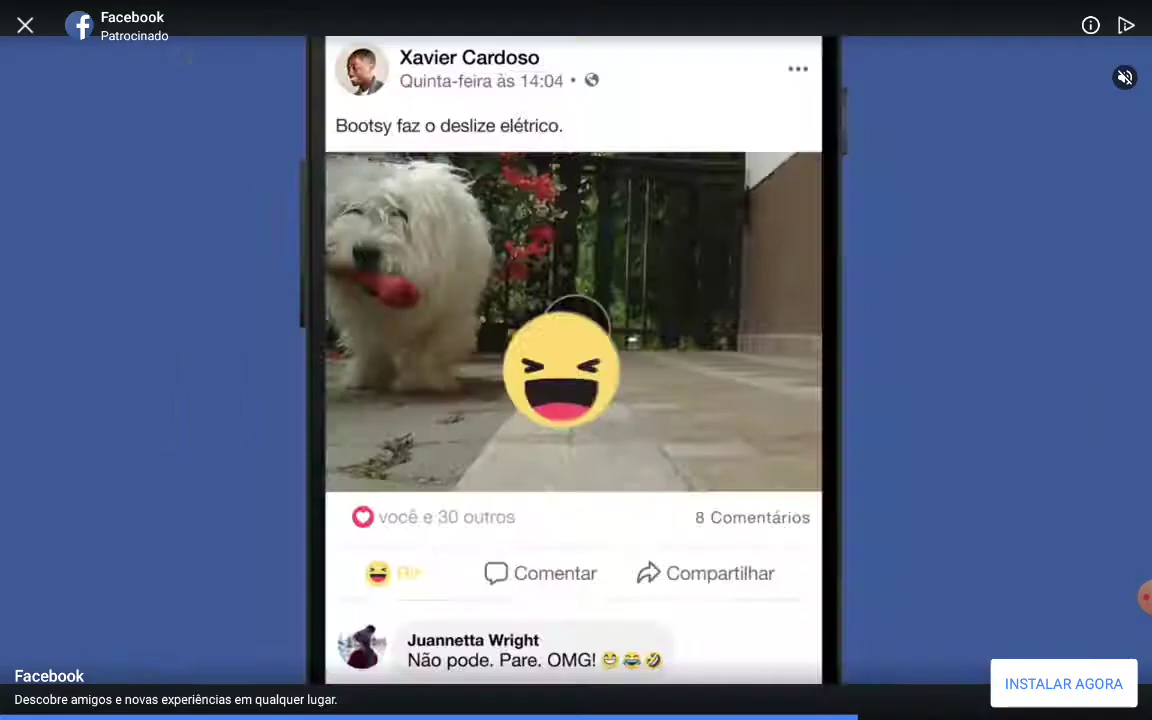 Facebook
Patrocinado
Xavier Cardoso
Quinta-feira às 14:04 •
Bootsy faz o deslize elétrico.
você e 30 outros
8 Comentários
Comentar
Compartilhar
Juannetta Wright
Não pode. Pare. OMG! 😁😂🤣
Facebook
Descobre amigos e novas experiências em qualquer lugar.
INSTALAR AGORA